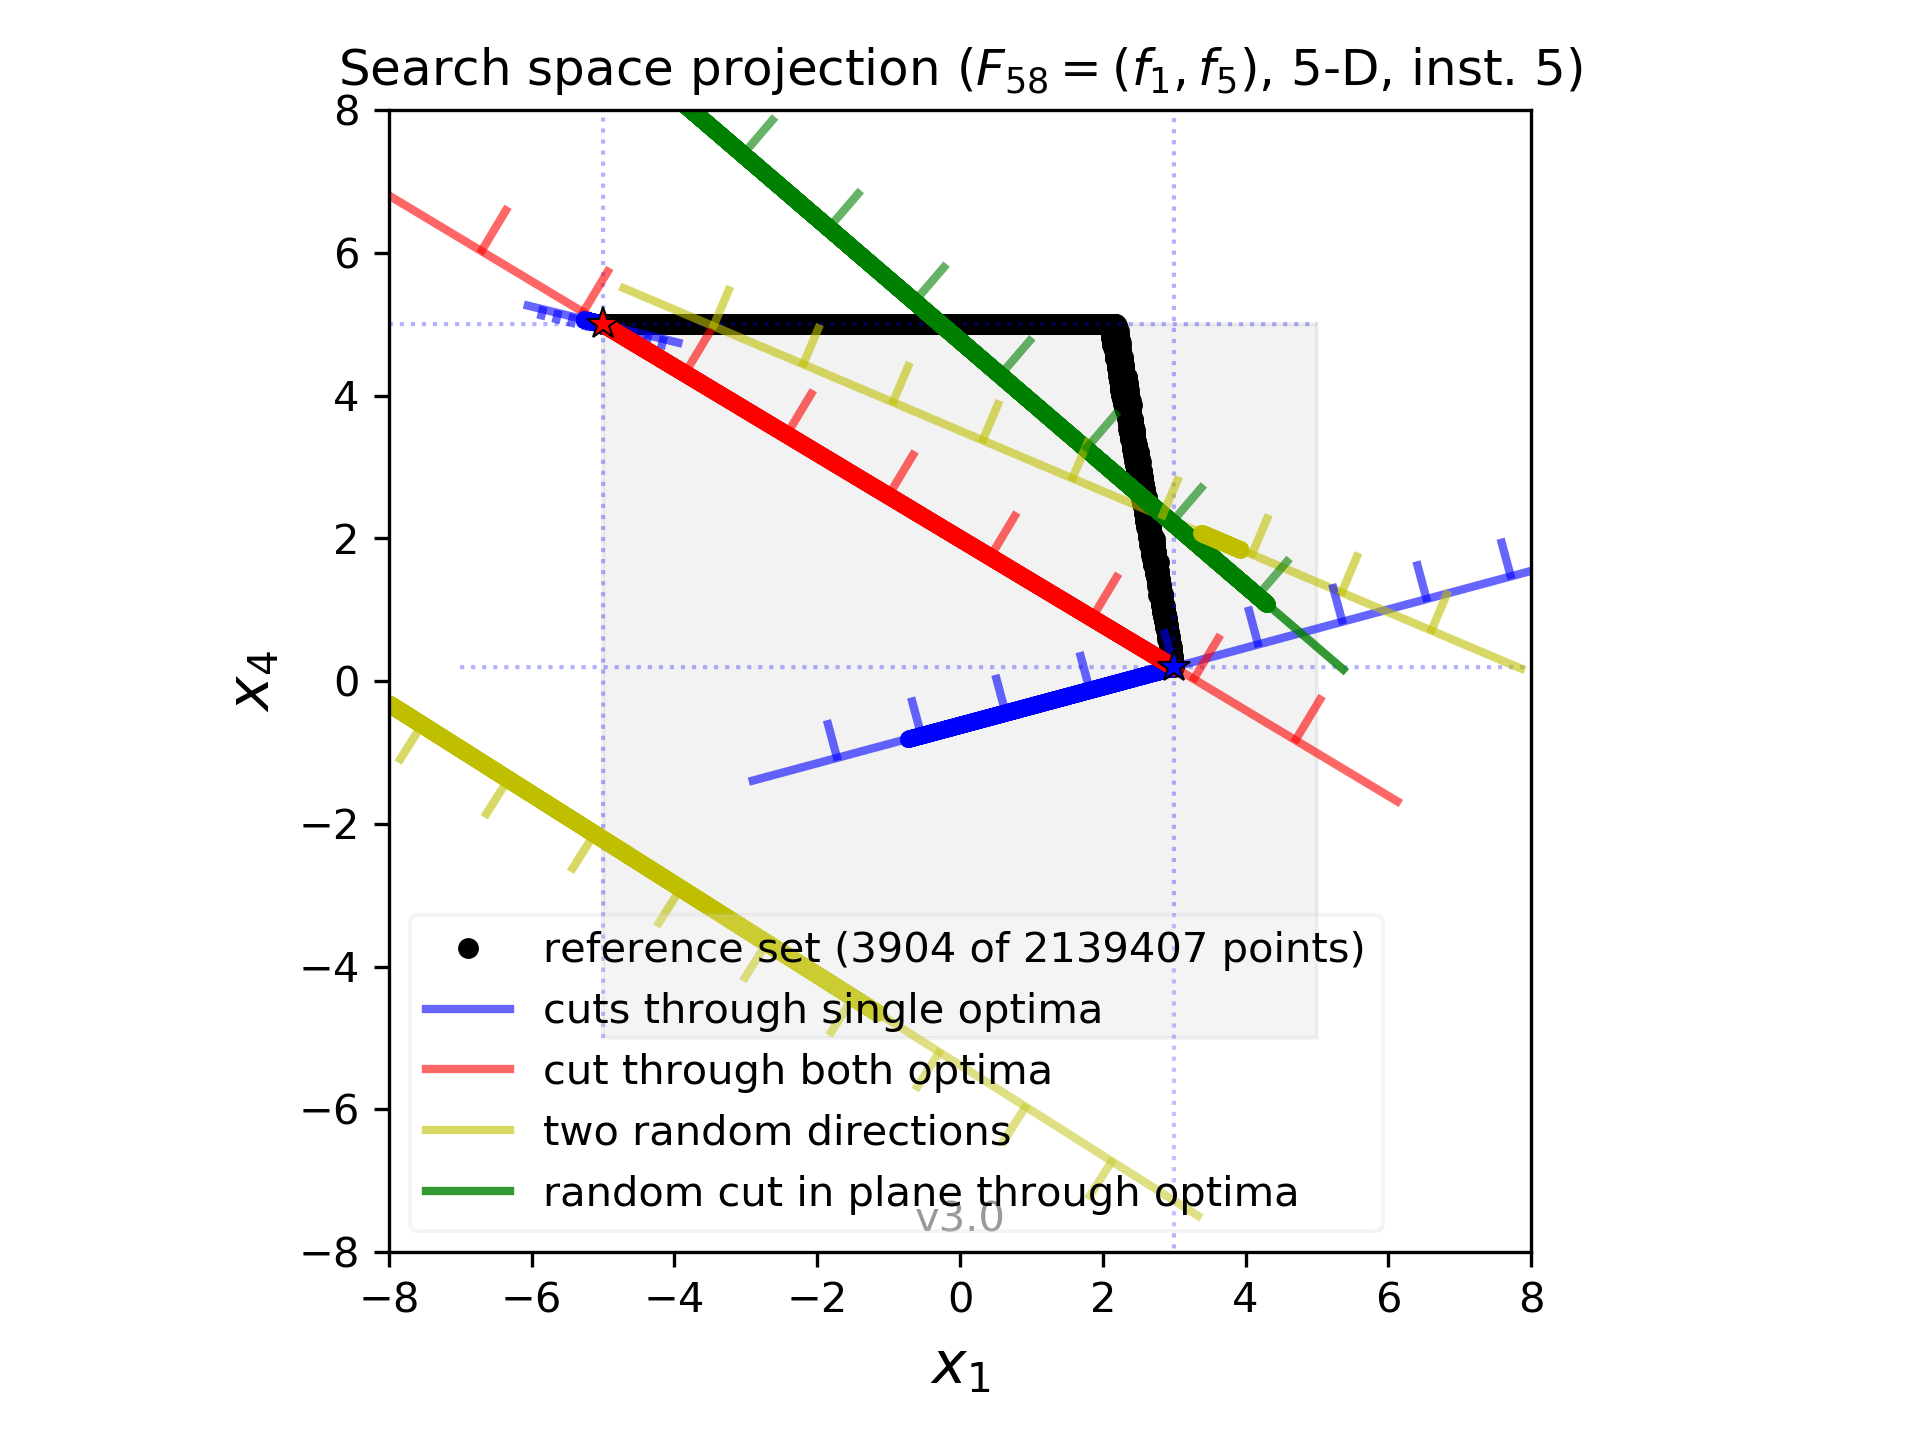 Search space projection (F58 = (f1, f5), 5-D, inst. 5)
8
6
4
2
0
−2
−4
−6
−8
x4
reference set (3904 of 2139407 points)
cuts through single optima
cut through both optima
two random directions
random cut in plane through optima
v3.0
−8 −6 −4 −2 0 2 4 6 8
x1